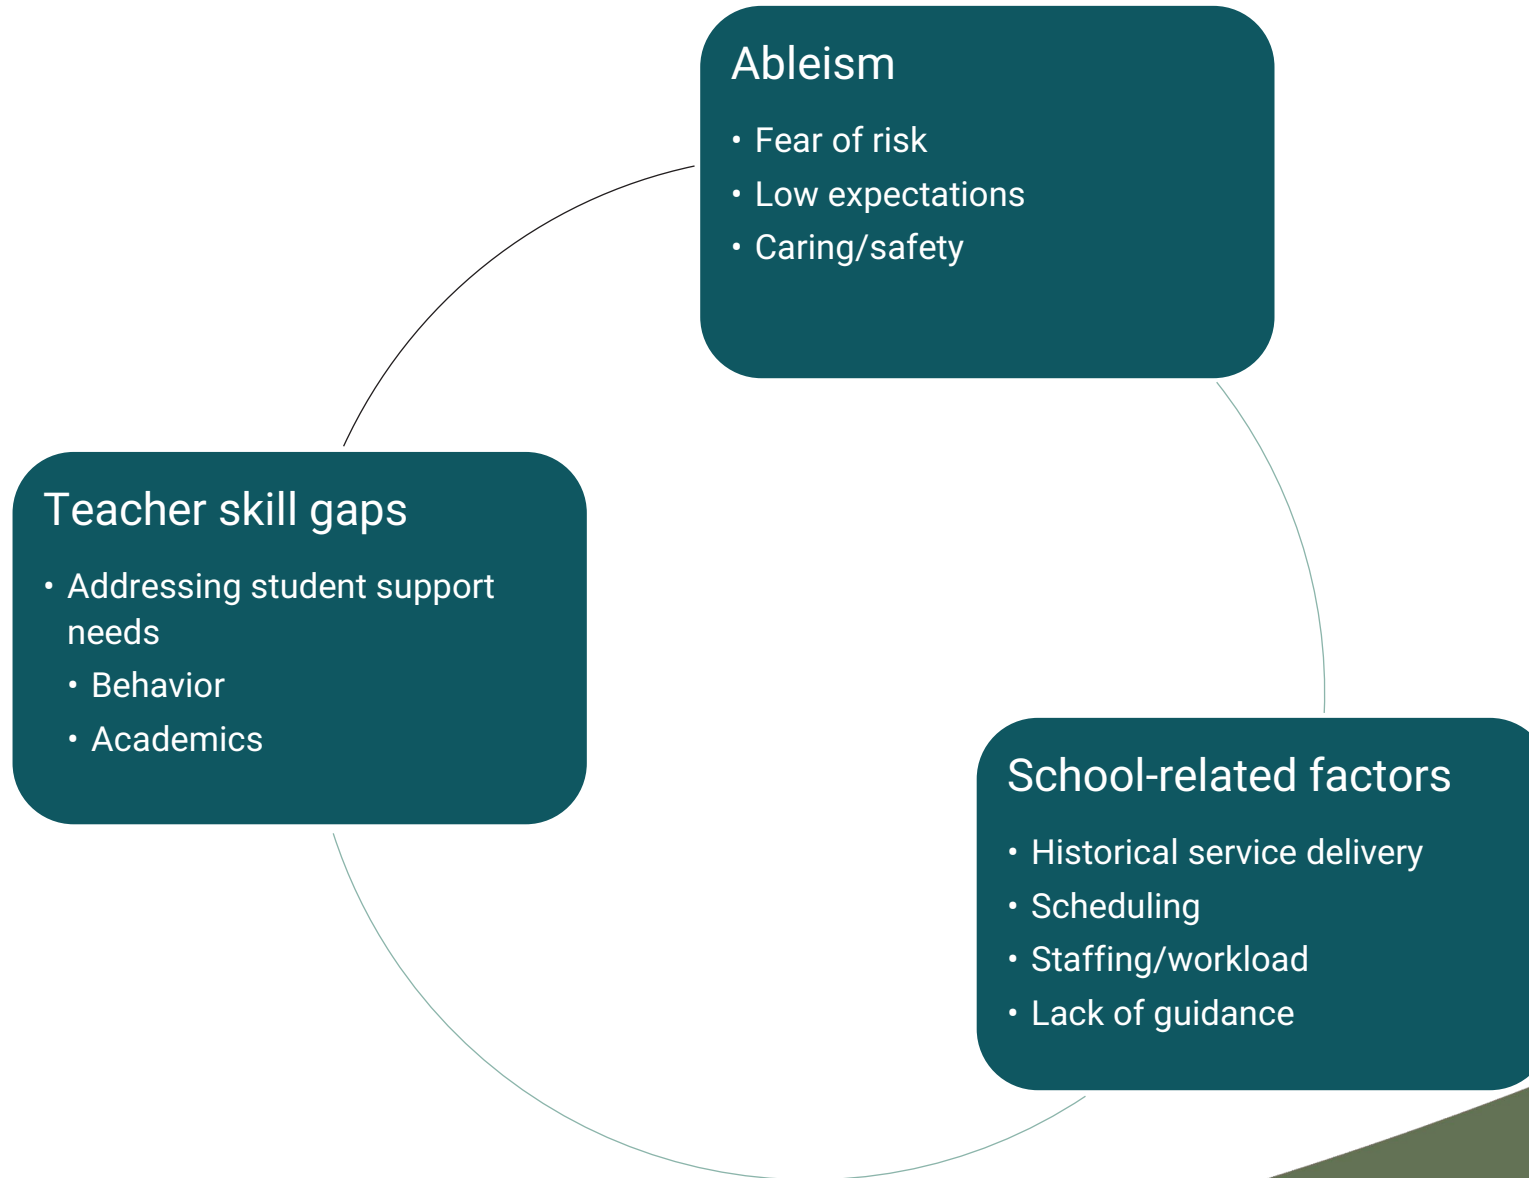 Ableism
• Fear of risk
• Low expectations
• Caring/safety
Teacher skill gaps
• Addressing student support
needs
• Behavior
• Academics
School-related factors
• Historical service delivery
• Scheduling
• Staffing/workload
• Lack of guidance